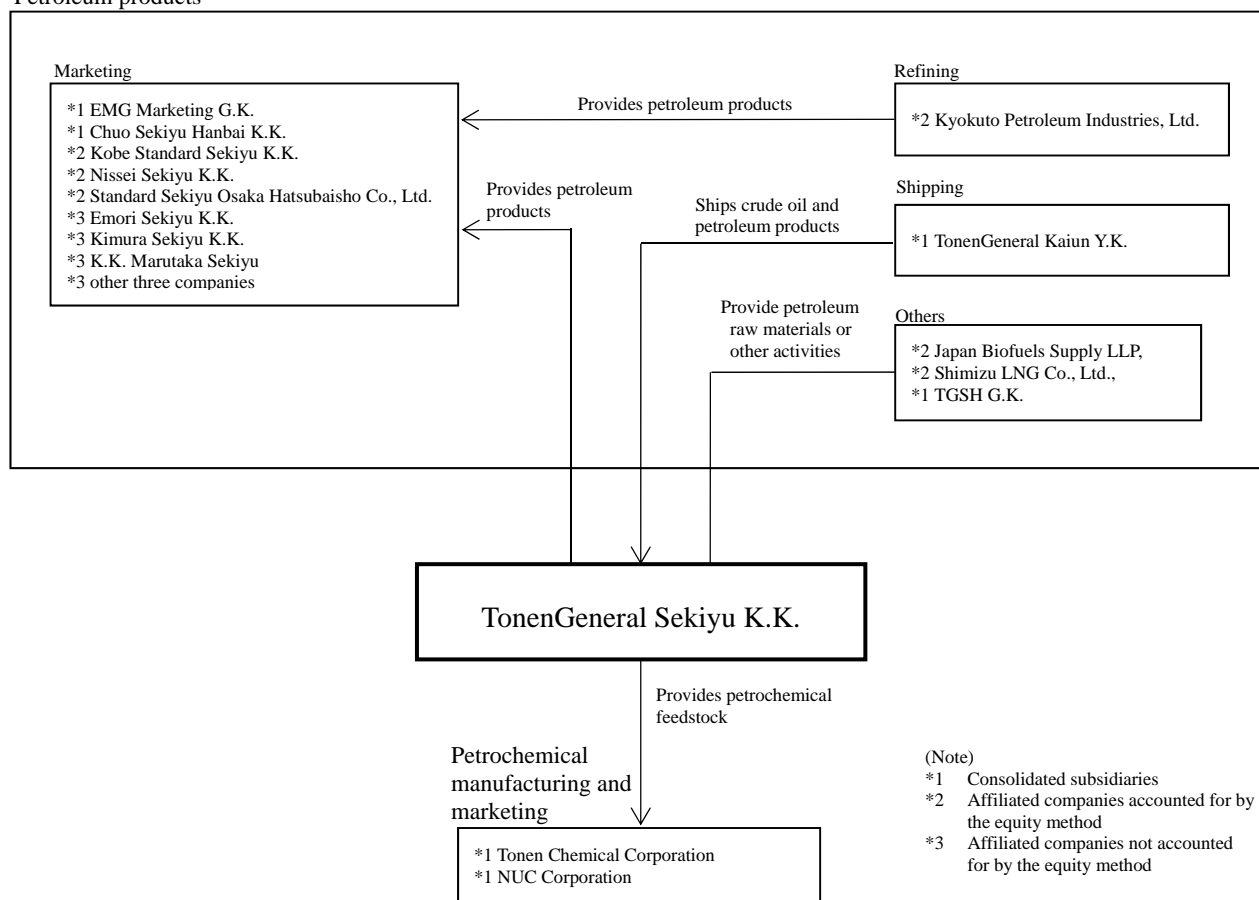 Petroleum products
Marketing
*1 EMG Marketing G.K.
*1 Chuo Sekiyu Hanbai K.K.
*2 Kobe Standard Sekiyu K.K.
*2 Nissei Sekiyu K.K.
*2 Standard Sekiyu Osaka Hatsubaisho Co., Ltd.
*3 Emori Sekiyu K.K.
*3 Kimura Sekiyu K.K.
*3 K.K. Marutaka Sekiyu
*3 other three companies
Provides petroleum products
Refining
*2 Kyokuto Petroleum Industries, Ltd.
Provides petroleum
products
Ships crude oil and
petroleum products
Shipping
*1 TonenGeneral Kaiun Y.K.
Provide petroleum
raw materials or
other activities
Others
*2 Japan Biofuels Supply LLP,
*2 Shimizu LNG Co., Ltd.,
*1 TGSH G.K.
TonenGeneral Sekiyu K.K.
Provides petrochemical
feedstock
Petrochemical
manufacturing and
marketing
*1 Tonen Chemical Corporation
*1 NUC Corporation
(Note)
*1 Consolidated subsidiaries
*2 Affiliated companies accounted for by
the equity method
*3 Affiliated companies not accounted
for by the equity method